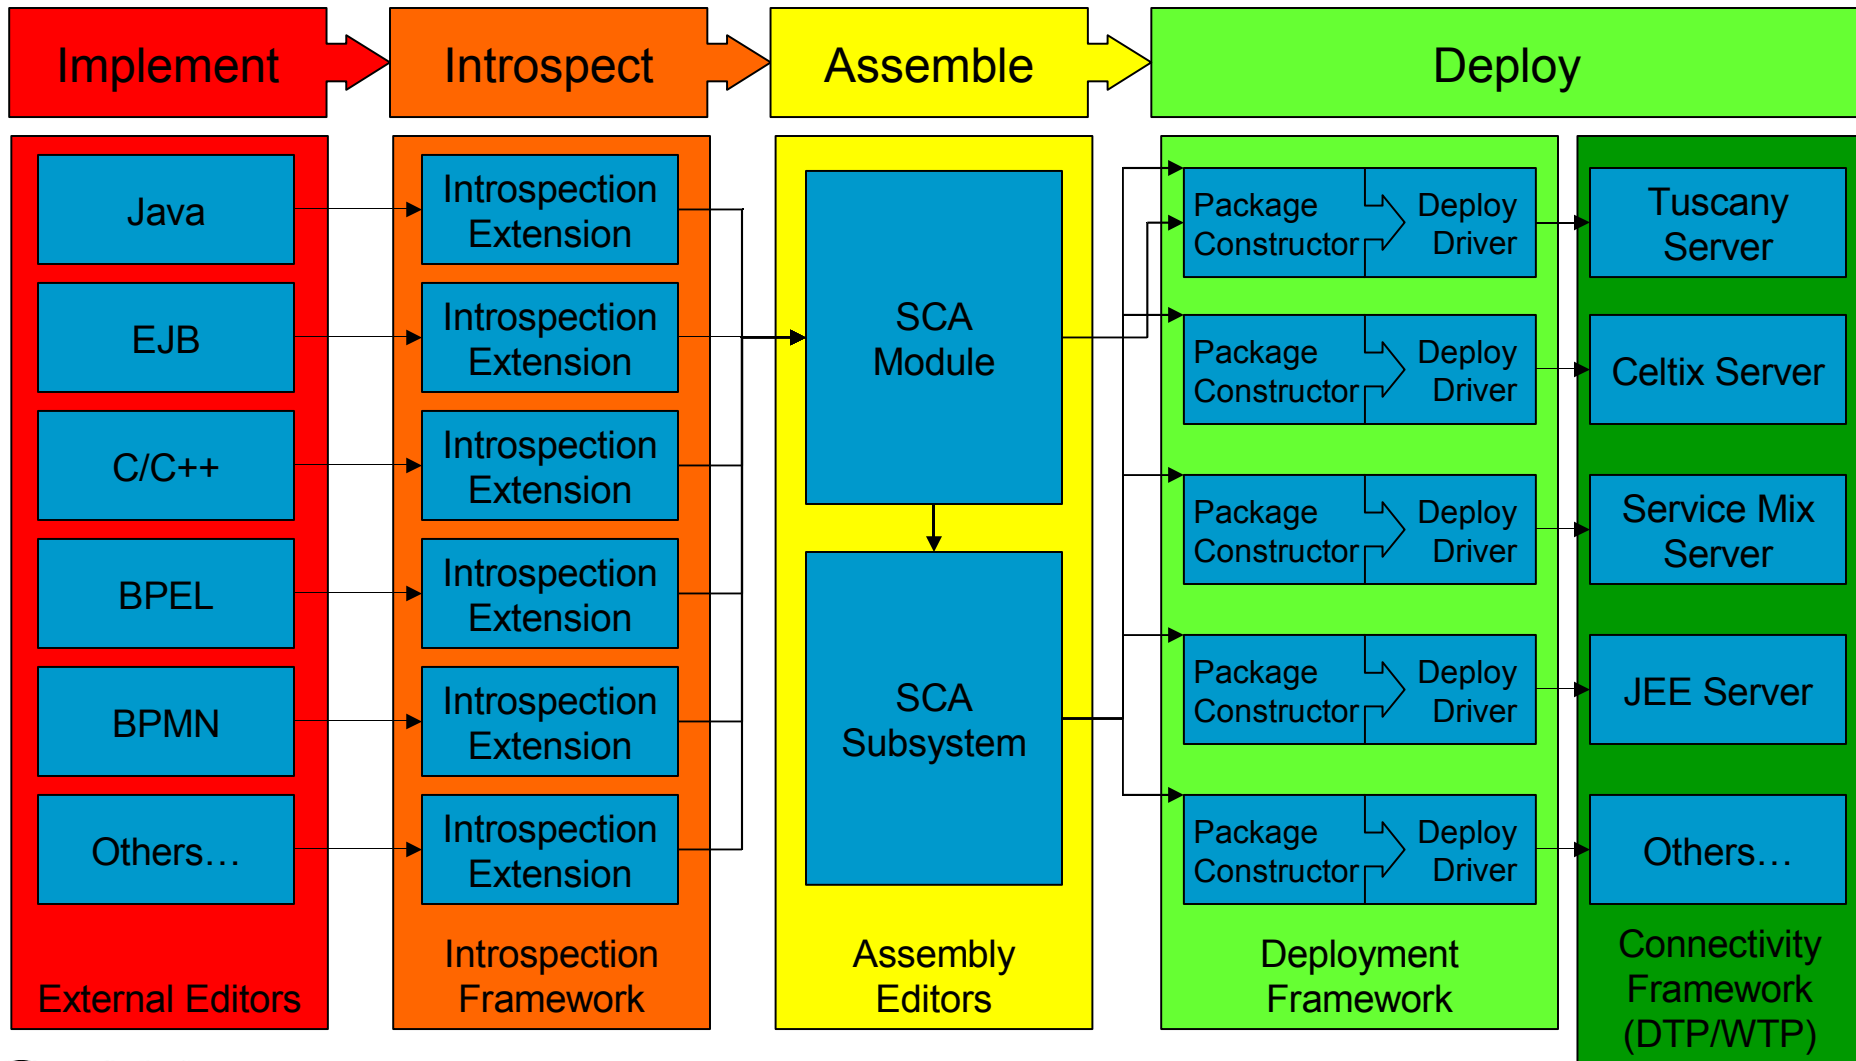 Implement
Introspect
Assemble
Deploy
Java
EJB
C/C++
BPEL
BPMN
Others…
External Editors
Introspection
Extension
Introspection
Extension
Introspection
Extension
Introspection
Extension
Introspection
Extension
Introspection
Extension
Introspection
Framework
SCA
Module
SCA
Subsystem
Assembly
Editors
Package
Constructor
Deploy
Driver
Package
Constructor
Deploy
Driver
Package
Constructor
Deploy
Driver
Package
Constructor
Deploy
Driver
Package
Constructor
Deploy
Driver
Deployment
Framework
Tuscany
Server
Celtix Server
Service Mix
Server
JEE Server
Others…
Connectivity
Framework
(DTP/WTP)